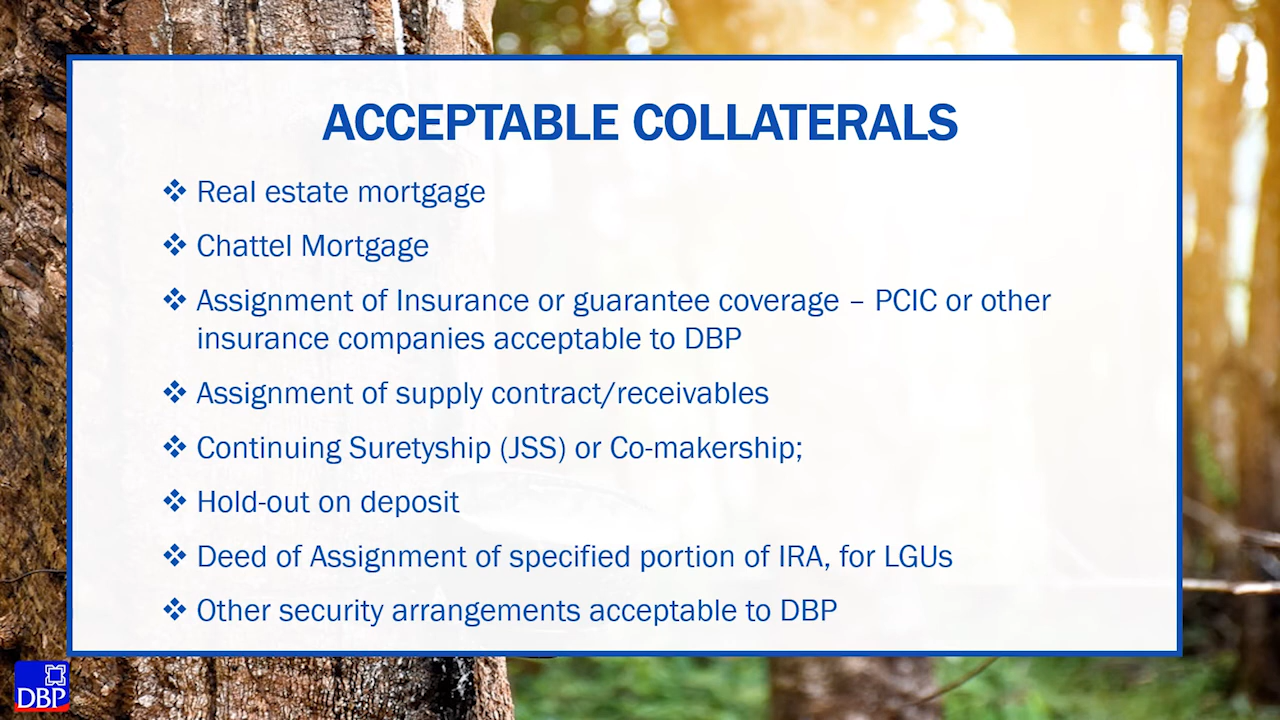 ACCEPTABLE COLLATERALS
❖ Real estate mortgage
❖ Chattel Mortgage
❖ Assignment of Insurance or guarantee coverage – PCIC or other
insurance companies acceptable to DBP
❖ Assignment of supply contract/receivables
❖ Continuing Suretyship (JSS) or Co-makership;
❖ Hold-out on deposit
❖ Deed of Assignment of specified portion of IRA, for LGUs
❖ Other security arrangements acceptable to DBP
DBP